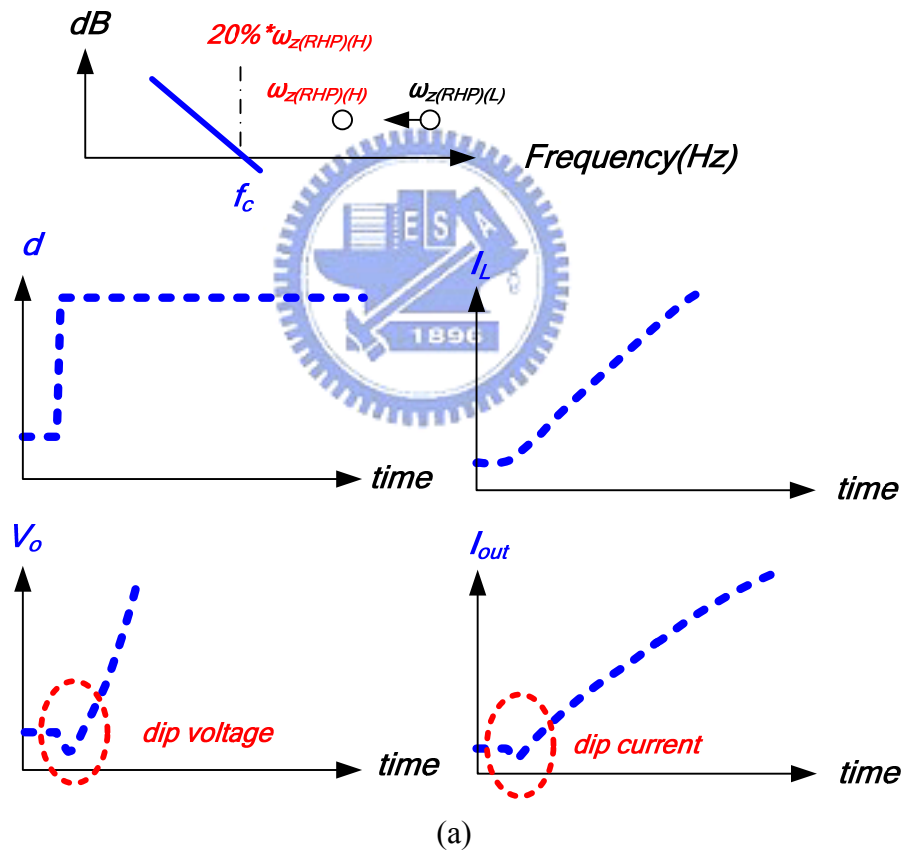 dB
20%*ωz(RHP)(H)
ωz(RHP)(H)
ωz(RHP)(L)
Frequency(Hz)
fc
E S A
1896
d
time
IL
time
Vo
dip voltage
time
Iout
dip current
time
(a)